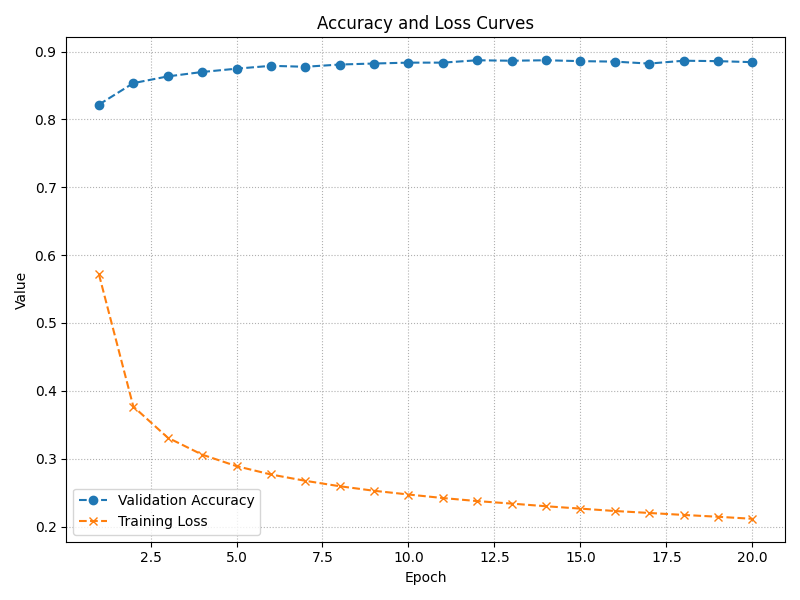 Accuracy and Loss Curves
0.9
0.8
0.7
0.6
0.5
0.4
0.3
0.2
Value
Validation Accuracy
Training Loss
2.5 5.0 7.5 10.0 12.5 15.0 17.5 20.0
Epoch